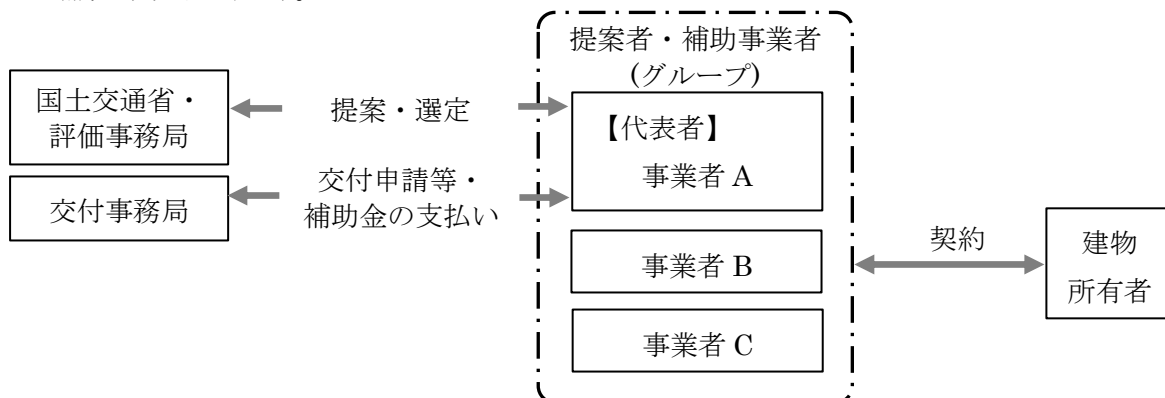 提案者・補助事業者
(グループ)
国土交通省・
評価事務局
提案・選定
【代表者】
事業者 A
交付事務局
交付申請等・
補助金の支払い
事業者 B
契約
建物
所有者
事業者 C